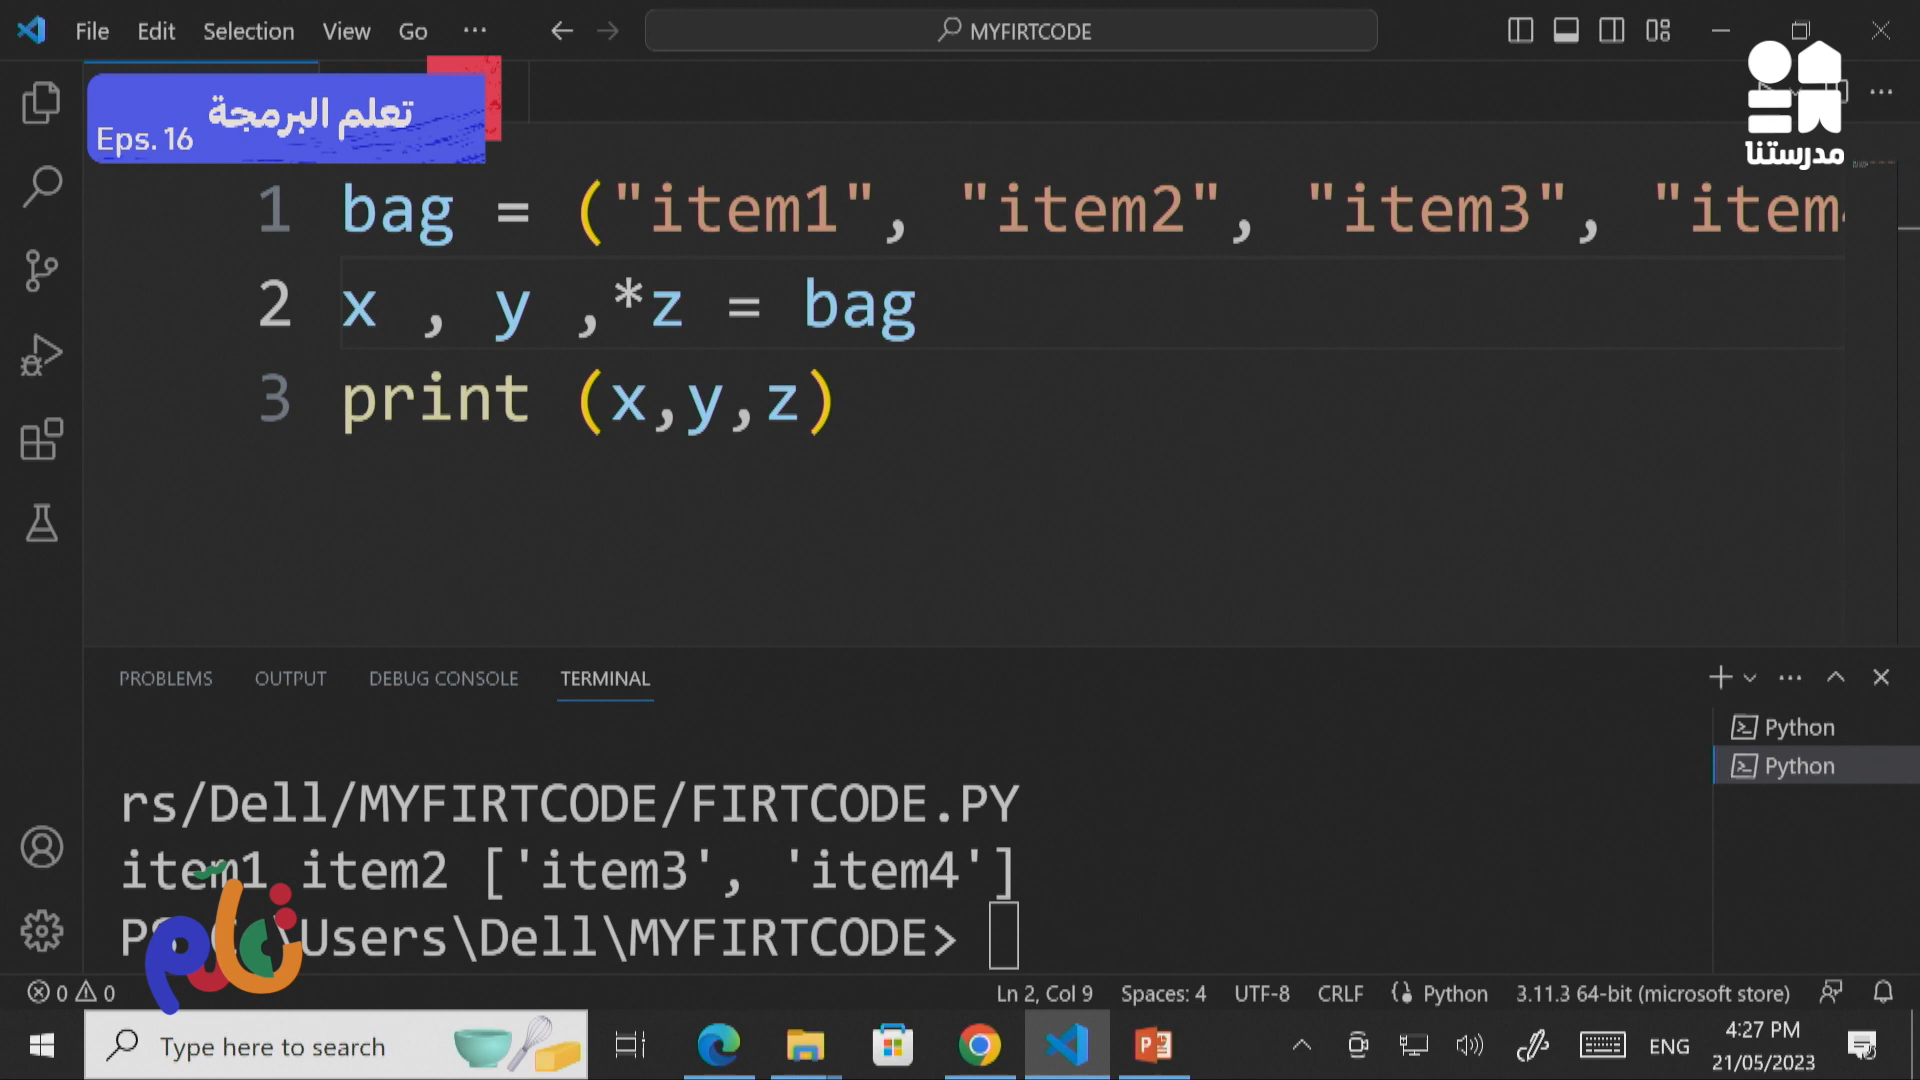 File Edit Selection View Go ...
MYFIRTCODE
تعلم البرمجة
Eps. 16
مدرستنا
1 bag = ("item1", "item2", "item3", "item4
2 x , y ,*z = bag
3 print (x,y,z)
PROBLEMS OUTPUT DEBUG CONSOLE TERMINAL
Python
Python
rs/Dell/MYFIRTCODE/FIRTCODE.PY
item1 item2 ['item3', 'item4']
PS C:\Users\Dell\MYFIRTCODE>
0 0 Ln 2, Col 9 Spaces: 4 UTF-8 CRLF Python 3.11.3 64-bit (microsoft store)
Type here to search
ENG
4:27 PM
21/05/2023